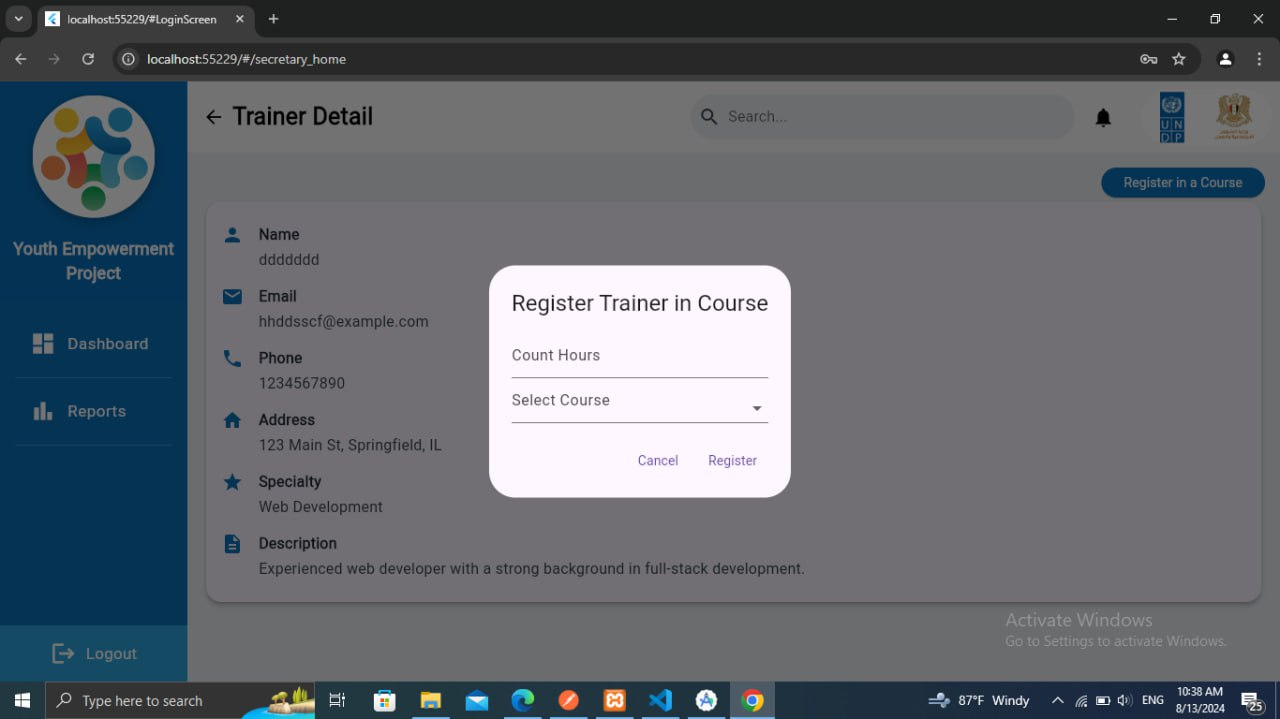 localhost:55229/#LoginScreen
localhost:55229/#/secretary_home
Youth Empowerment
Project
Dashboard
Reports
Logout
Trainer Detail
Search...
U N
D P
Register in a Course
Name
ddddddd
Email
hhddsscf@example.com
Phone
1234567890
Address
123 Main St, Springfield, IL
Specialty
Web Development
Description
Experienced web developer with a strong background in full-stack development.
Register Trainer in Course
Count Hours
Select Course
Cancel
Register
Activate Windows
Go to Settings to activate Windows.
Type here to search
87°F Windy
ENG
10:38 AM
8/13/2024
25